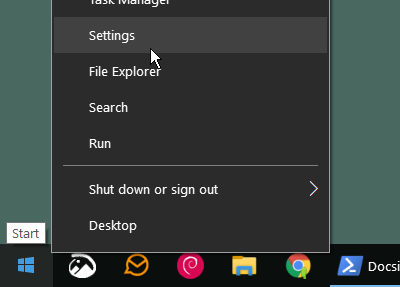 Task Manager
Settings
File Explorer
Search
Run
Shut down or sign out
Desktop
Start
Docsi